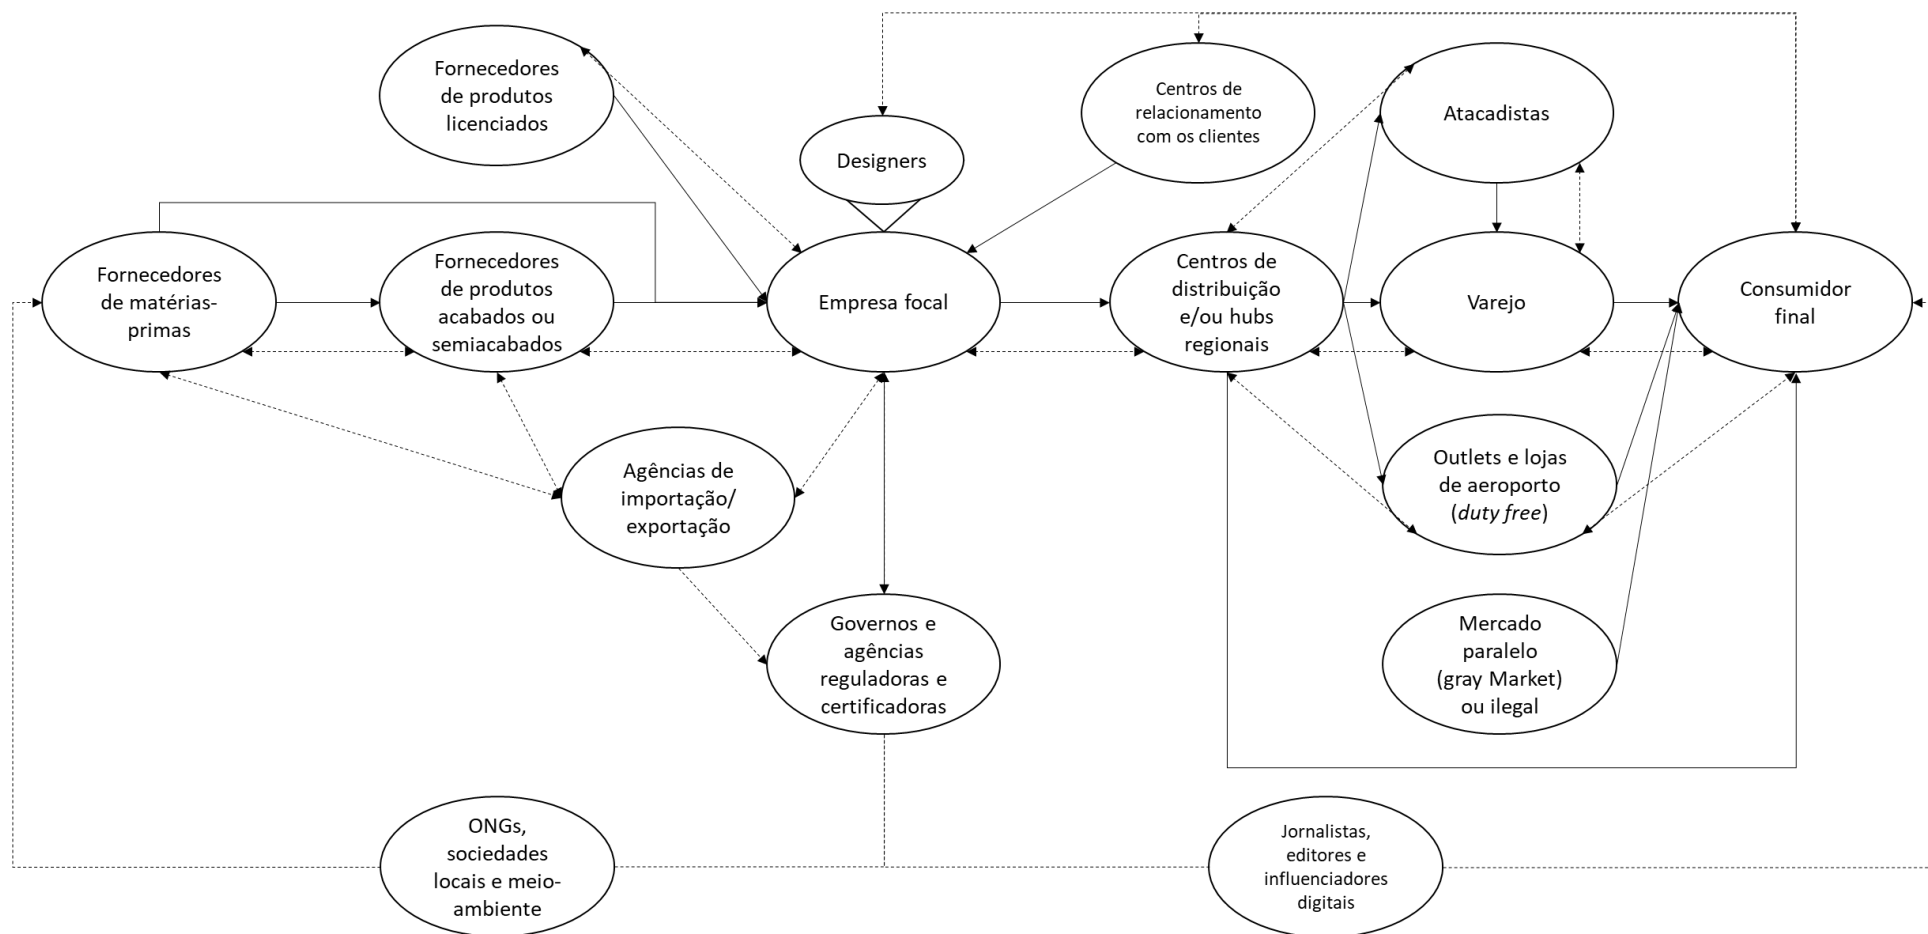 Fornecedores
de produtos
licenciados
Centros de
relacionamento
com os clientes
Atacadistas
Designers
Fornecedores
de matérias-
primas
Fornecedores
de produtos
acabados ou
semiacabados
Empresa focal
Centros de
distribuição
e/ou hubs
regionais
Varejo
Consumidor
final
Agências de
importação/
exportação
Outlets e lojas
de aeroporto
(duty free)
Governos e
agências
reguladoras e
certificadoras
Mercado
paralelo
(gray Market)
ou ilegal
ONGs,
sociedades
locais e meio-
ambiente
Jornalistas,
editores e
influenciadores
digitais